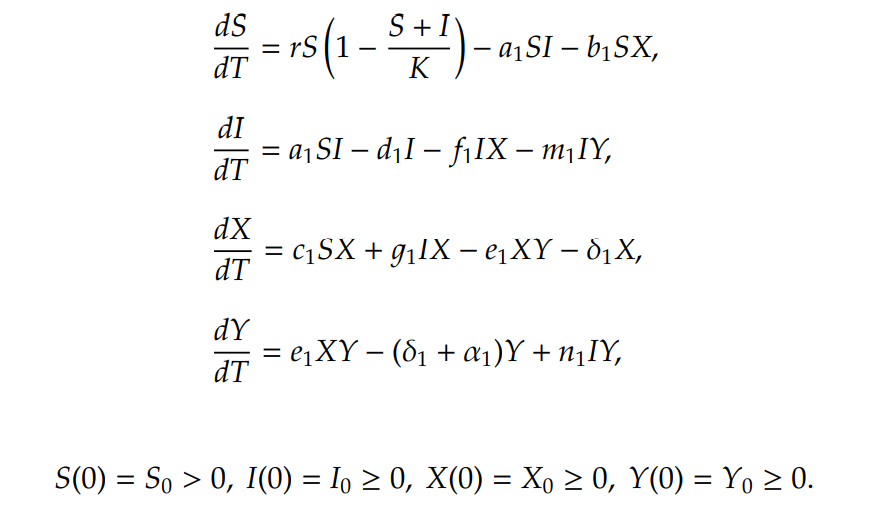 dS/dT = rS(1 − (S + I)/K) − a₁SI − b₁SX,
dI/dT = a₁SI − d₁I − f₁IX − m₁IY,
dX/dT = c₁SX + g₁IX − e₁XY − δ₁X,
dY/dT = e₁XY − (δ₁ + α₁)Y + n₁IY,
S(0) = S₀ > 0, I(0) = I₀ ≥ 0, X(0) = X₀ ≥ 0, Y(0) = Y₀ ≥ 0.